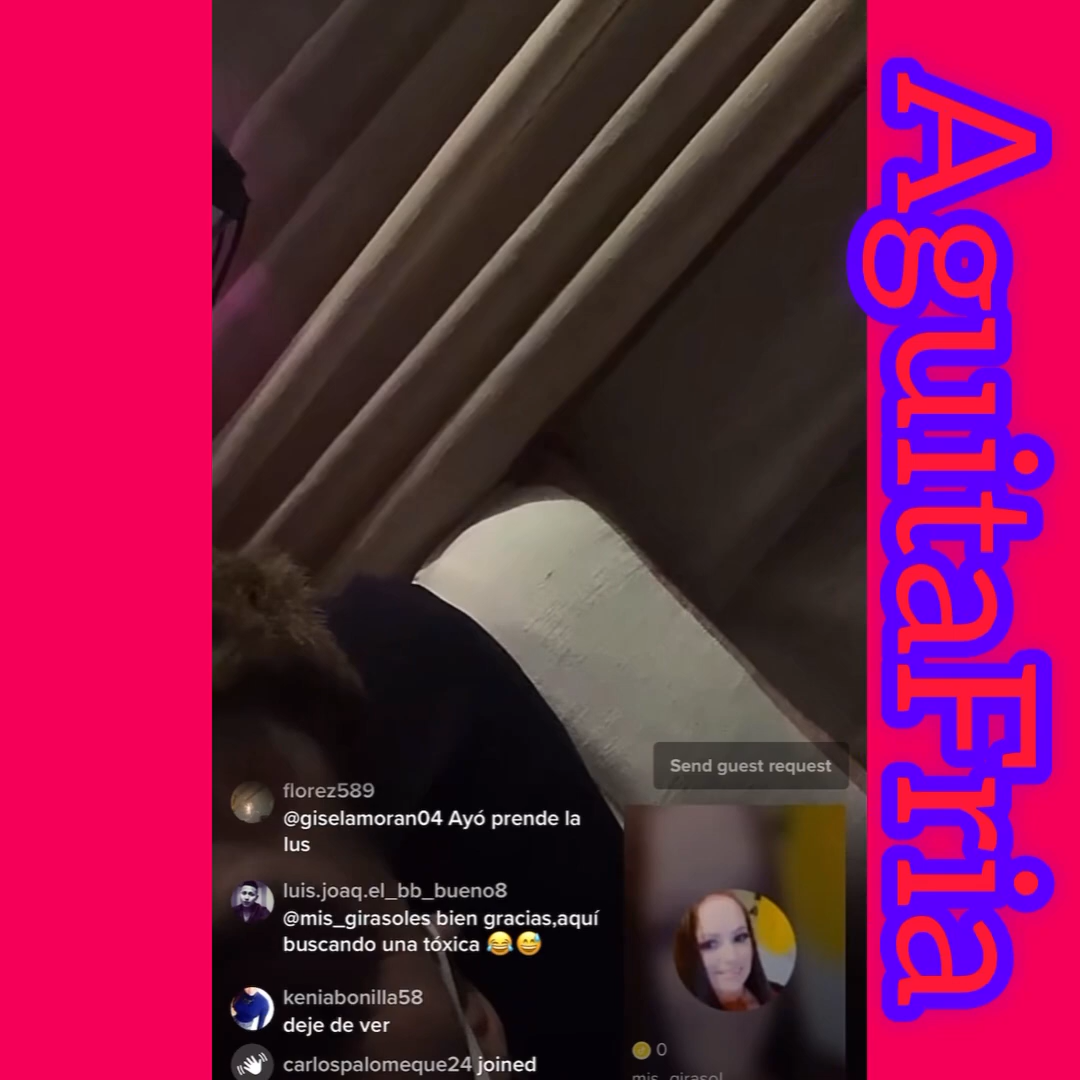 AguitaFria
Send guest request
florez589
@giselamoran04 Ayó prende la
lus
luis.joaq.el_bb_bueno8
@mis_girasoles bien gracias,aquí
buscando una tóxica 😂😅
keniabonilla58
deje de ver
carlospalomeque24 joined
0
mis_girasol